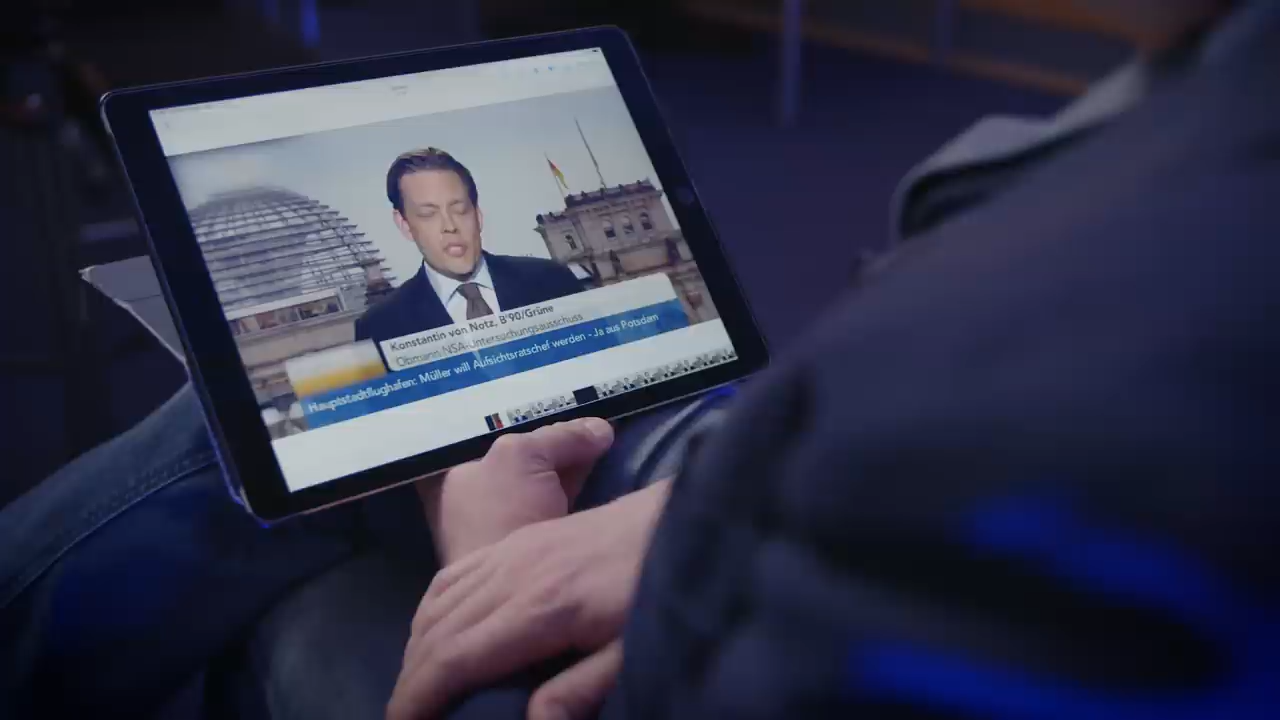 Konstantin von Notz, B'90/Grüne
Obmann NSA-Untersuchungsausschuss
Hauptstadtflughafen: Müller will Aufsichtsratschef werden - Ja aus Potsdam